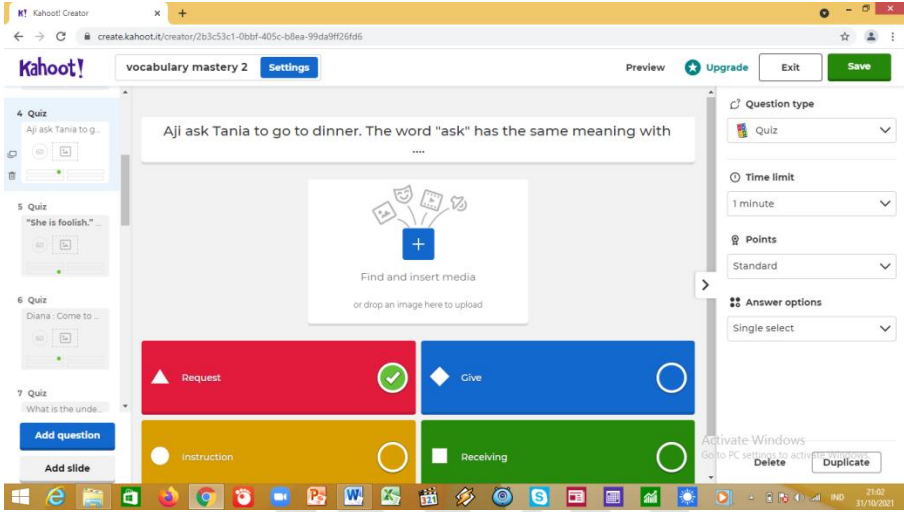 K! Kahoot! Creator
create.kahoot.it/creator/2b3c53c1-0bbf-405c-b8ea-99da9ff26fd6
Kahoot!
vocabulary mastery 2
Settings
Preview
Upgrade
Exit
Save
4 Quiz
Aji ask Tania to g...
5 Quiz
"She is foolish." ...
6 Quiz
Diana : Come to ...
7 Quiz
What is the unde...
Add question
Add slide
Aji ask Tania to go to dinner. The word "ask" has the same meaning with
....
Find and insert media
or drop an image here to upload
Request
Give
Instruction
Receiving
Question type
Quiz
Time limit
1 minute
Points
Standard
Answer options
Single select
Activate Windows
Go to PC settings to activate Windows.
Delete
Duplicate
321
IND
21:02
31/10/2021